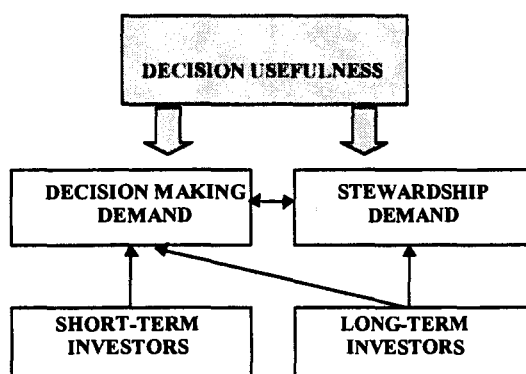 DECISION USEFULNESS
DECISION MAKING
DEMAND
STEWARDSHIP
DEMAND
SHORT-TERM
INVESTORS
LONG-TERM
INVESTORS